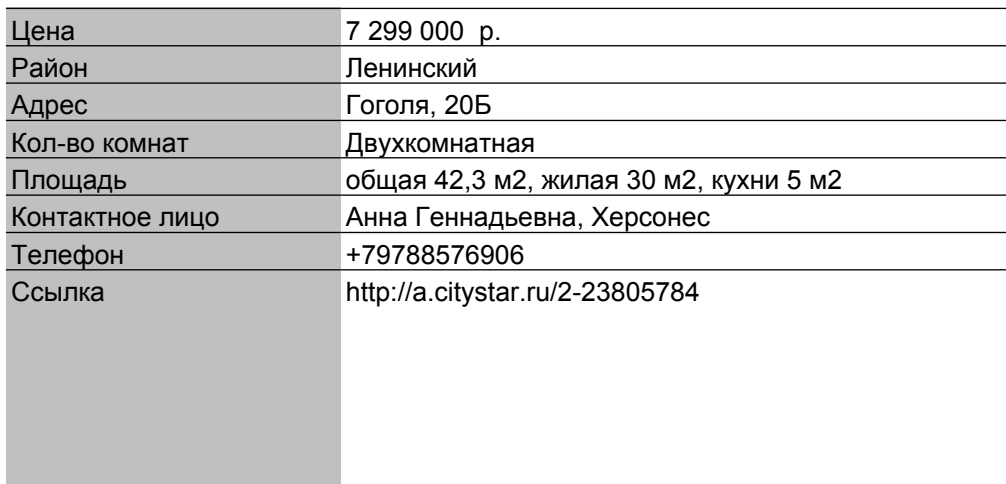 Цена 7 299 000 р.
Район Ленинский
Адрес Гоголя, 20Б
Кол-во комнат Двухкомнатная
Площадь общая 42,3 м2, жилая 30 м2, кухни 5 м2
Контактное лицо Анна Геннадьевна, Херсонес
Телефон +79788576906
Ссылка http://a.citystar.ru/2-23805784